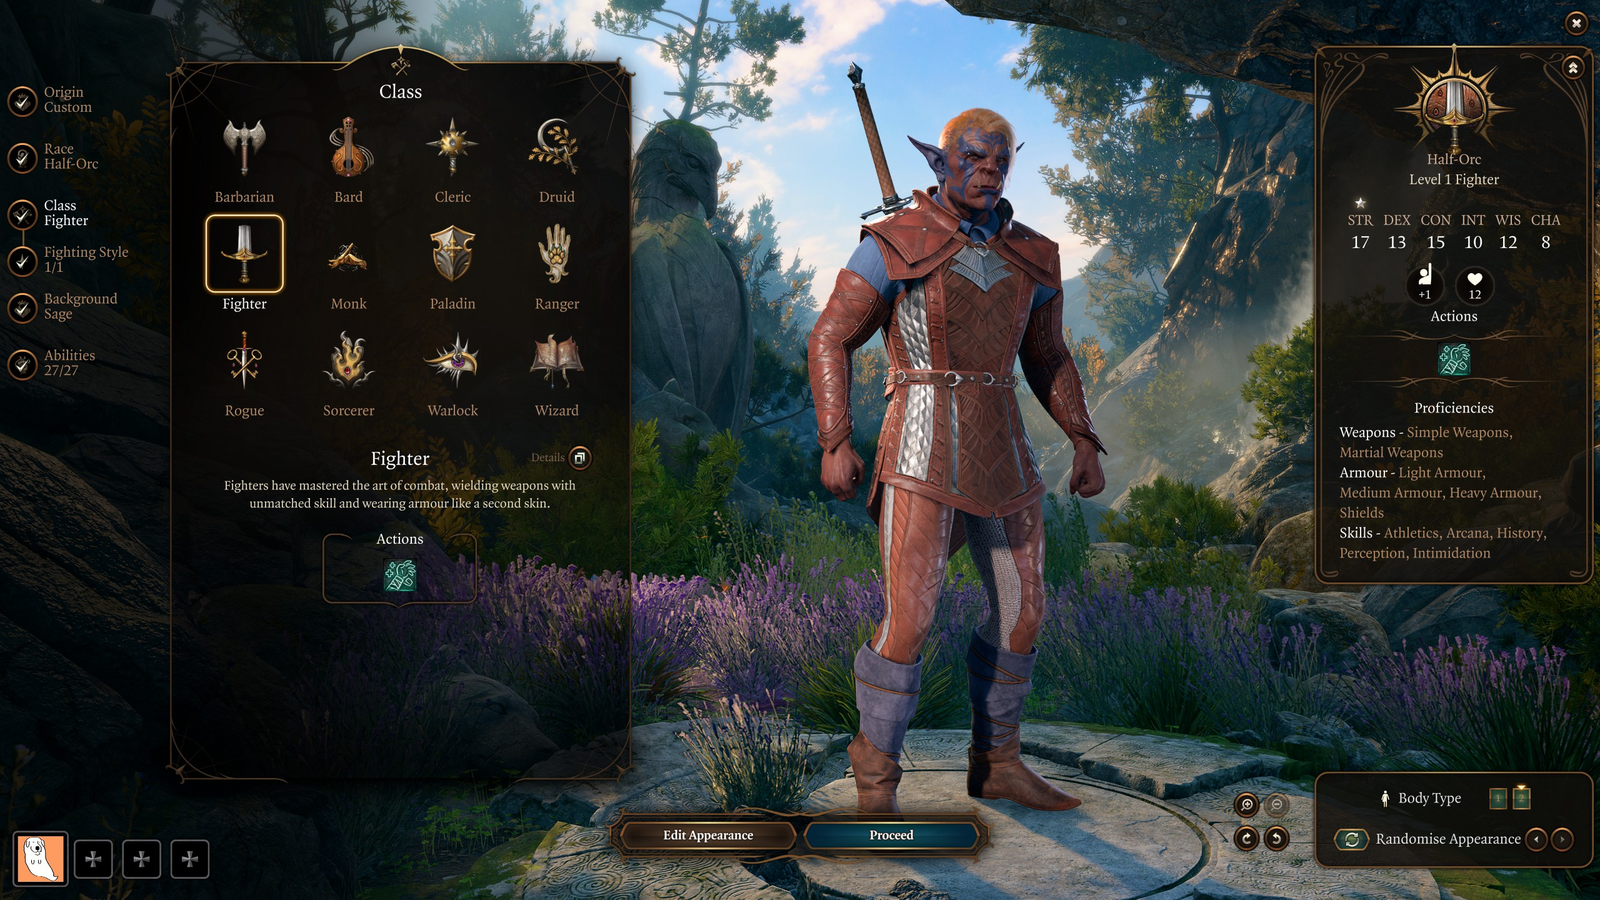 Origin
Custom
Race
Half-Orc
Class
Fighter
Fighting Style
1/1
Background
Sage
Abilities
27/27
Class
Barbarian
Bard
Cleric
Druid
Fighter
Monk
Paladin
Ranger
Rogue
Sorcerer
Warlock
Wizard
Fighter
Details
Fighters have mastered the art of combat, wielding weapons with
unmatched skill and wearing armour like a second skin.
Actions
Edit Appearance
Proceed
Half-Orc
Level 1 Fighter
STR DEX CON INT WIS CHA
17 13 15 10 12 8
+1 12
Actions
Proficiencies
Weapons - Simple Weapons,
Martial Weapons
Armour - Light Armour,
Medium Armour, Heavy Armour,
Shields
Skills - Athletics, Arcana, History,
Perception, Intimidation
Body Type 1 2
Randomise Appearance